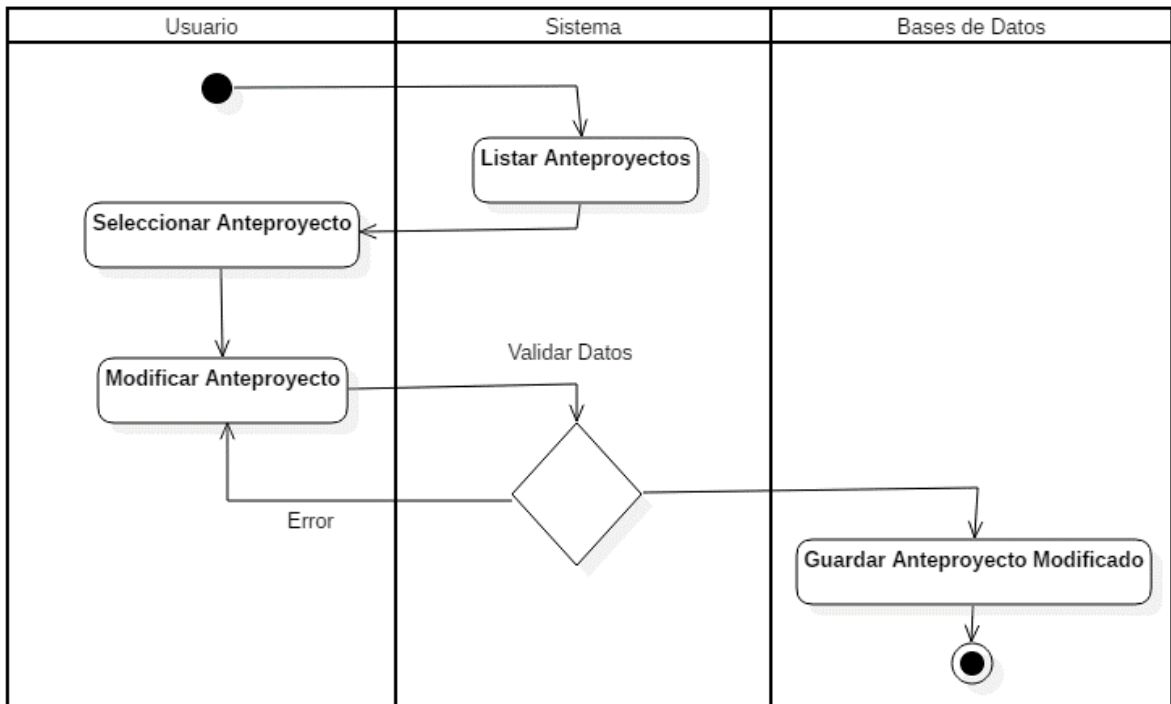 Usuario
Sistema
Bases de Datos
Listar Anteproyectos
Seleccionar Anteproyecto
Validar Datos
Modificar Anteproyecto
Error
Guardar Anteproyecto Modificado